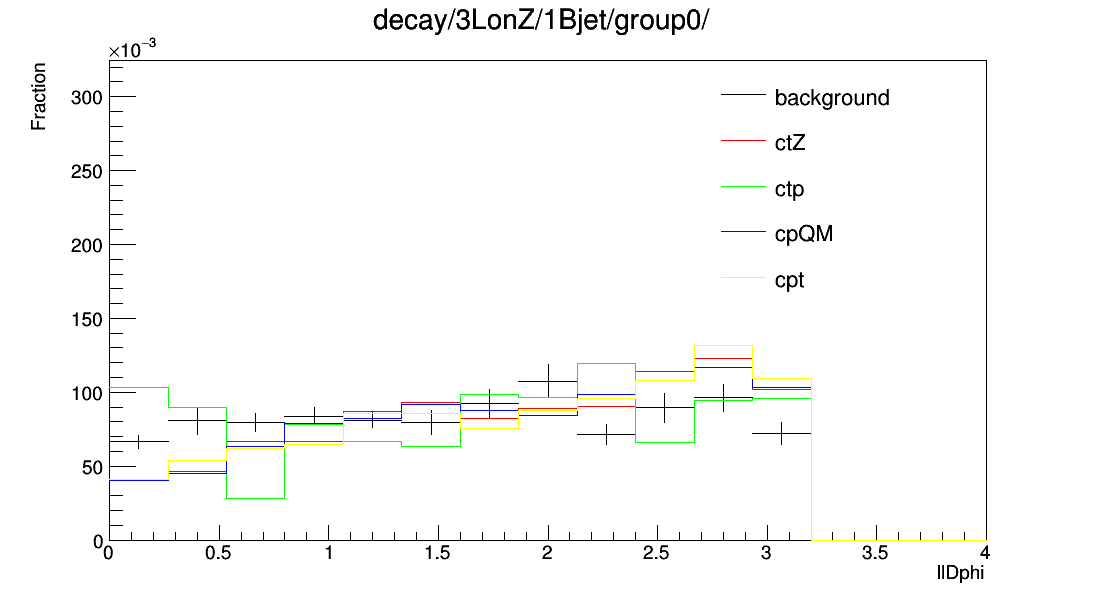 decay/3LonZ/1Bjet/group0/
×10⁻³
Fraction
300
250
200
150
100
50
0
background
ctZ
ctp
cpQM
cpt
0 0.5 1 1.5 2 2.5 3 3.5 4
llDphi